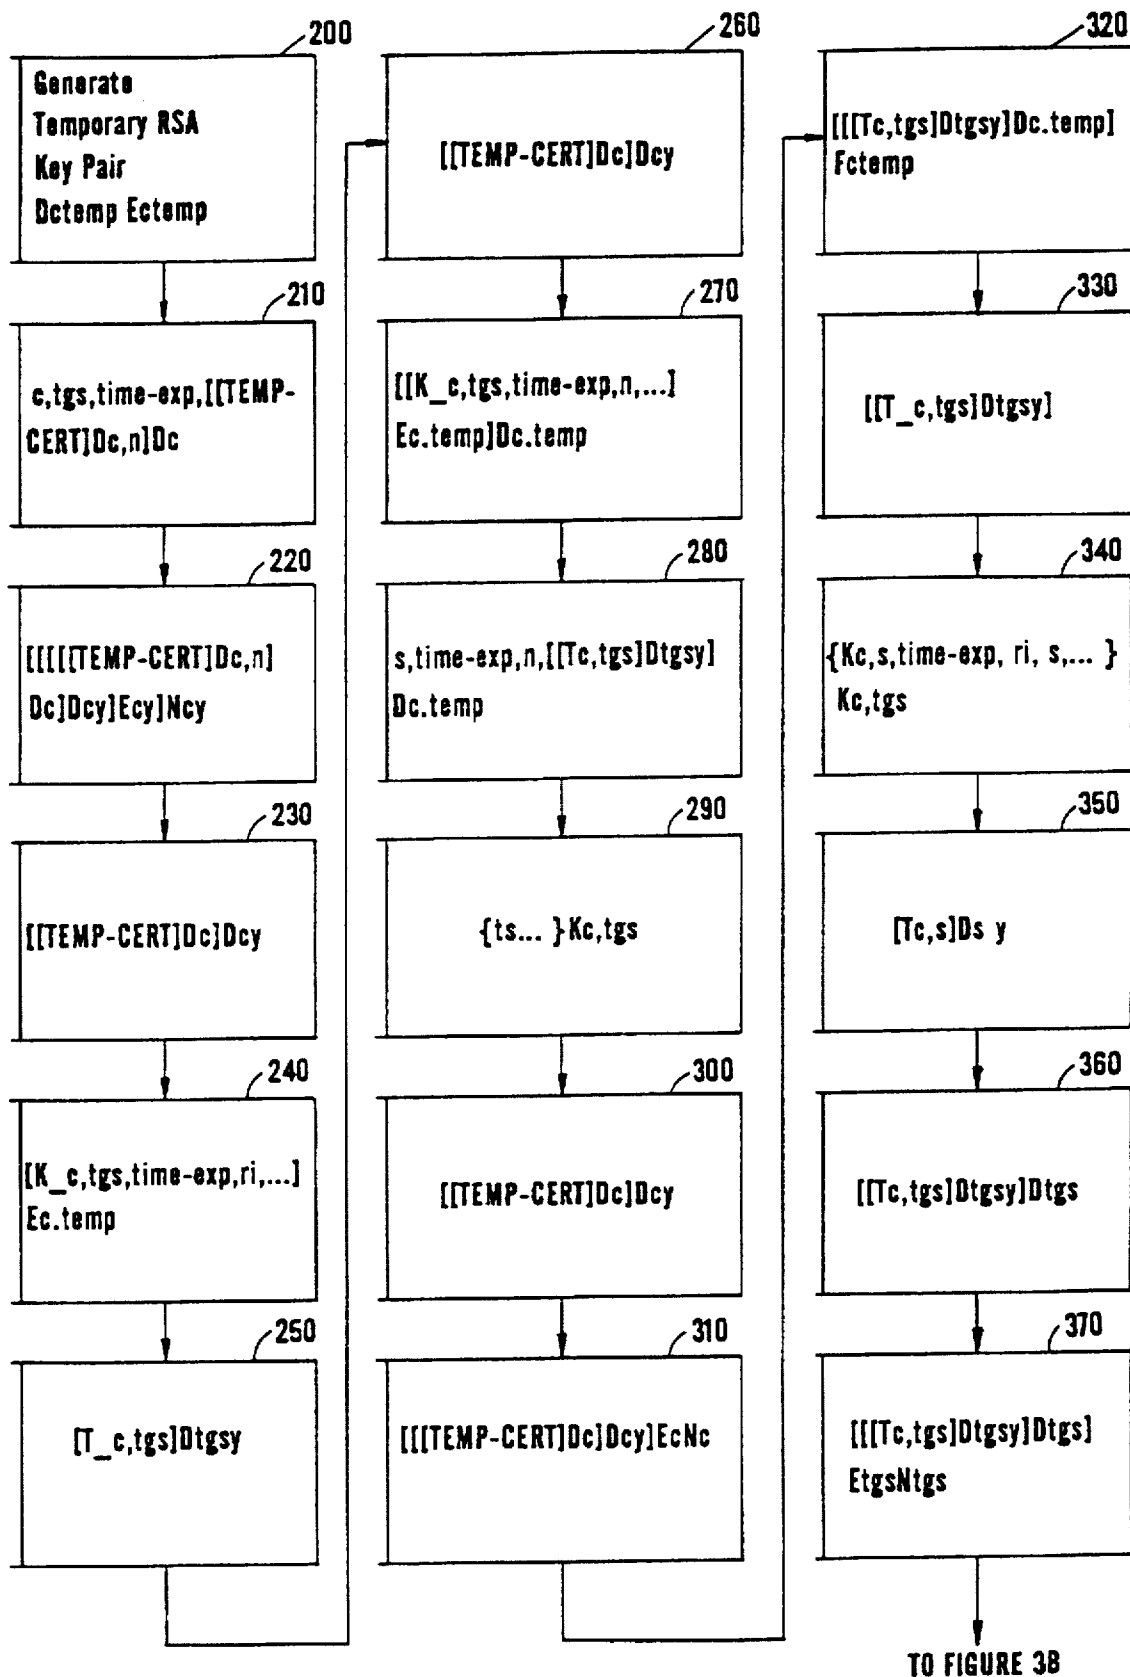 200
Generate
Temporary RSA
Key Pair
Dctemp Ectemp
210
c,tgs,time-exp,[[TEMP-
CERT]Dc,n]Dc
220
[[[[[TEMP-CERT]Dc,n]
Dc]Dcy]Ecy]Ncy
230
[[TEMP-CERT]Dc]Dcy
240
[K_c,tgs,time-exp,ri,...]
Ec.temp
250
[T_c,tgs]Dtgsy
260
[[TEMP-CERT]Dc]Dcy
270
[[K_c,tgs,time-exp,n,...]
Ec.temp]Dc.temp
280
s,time-exp,n,[[Tc,tgs]Dtgsy]
Dc.temp
290
{ts... }Kc,tgs
300
[[TEMP-CERT]Dc]Dcy
310
[[[TEMP-CERT]Dc]Dcy]EcNc
320
[[[Tc,tgs]Dtgsy]Dc.temp]
Fctemp
330
[[T_c,tgs]Dtgsy]
340
{Kc,s,time-exp, ri, s,... }
Kc,tgs
350
[Tc,s]Ds y
360
[[Tc,tgs]Dtgsy]Dtgs
370
[[[Tc,tgs]Dtgsy]Dtgs]
EtgsNtgs
TO FIGURE 3B